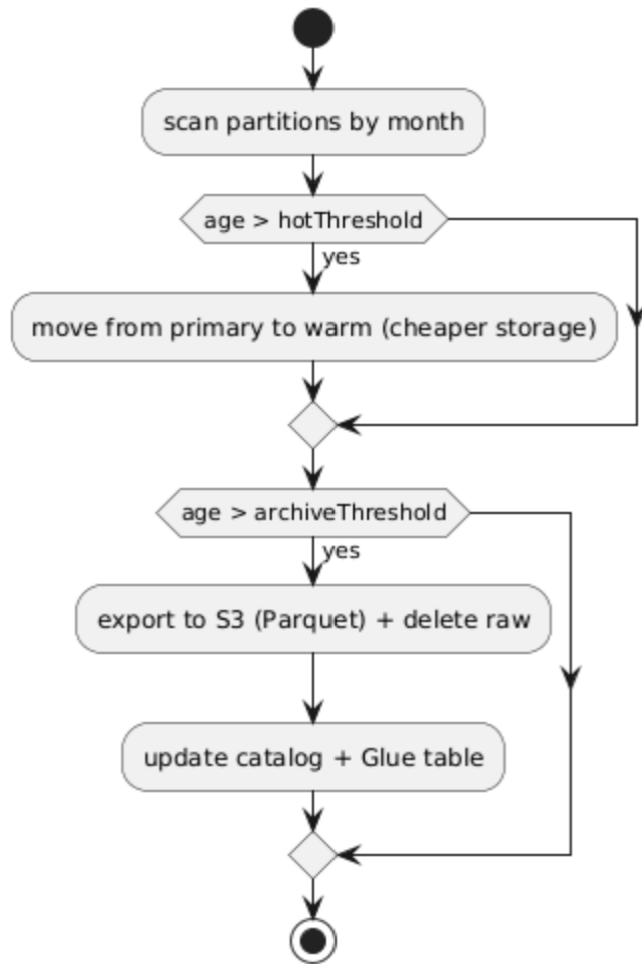 scan partitions by month
age > hotThreshold
yes
move from primary to warm (cheaper storage)
age > archiveThreshold
yes
export to S3 (Parquet) + delete raw
update catalog + Glue table